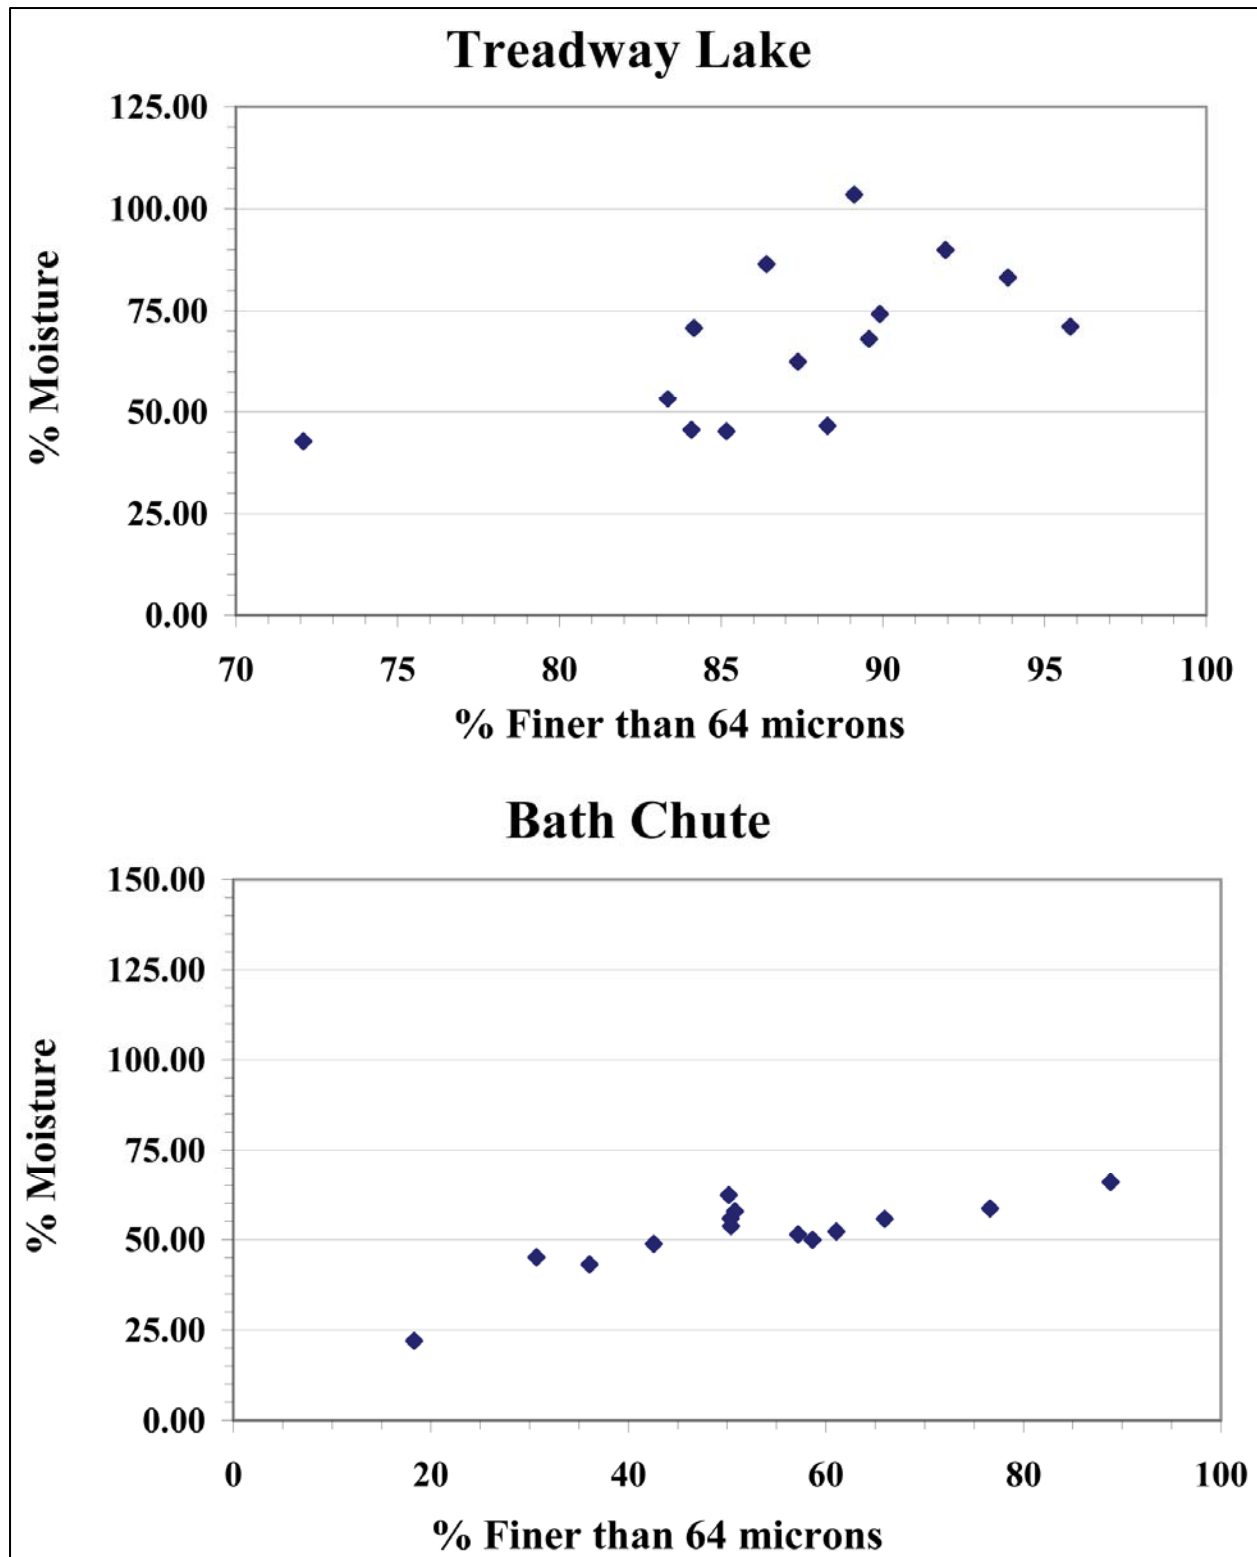 Treadway Lake
125.00
100.00
75.00
50.00
25.00
0.00
% Moisture
70 75 80 85 90 95 100
% Finer than 64 microns
Bath Chute
150.00
125.00
100.00
75.00
50.00
25.00
0.00
% Moisture
0 20 40 60 80 100
% Finer than 64 microns